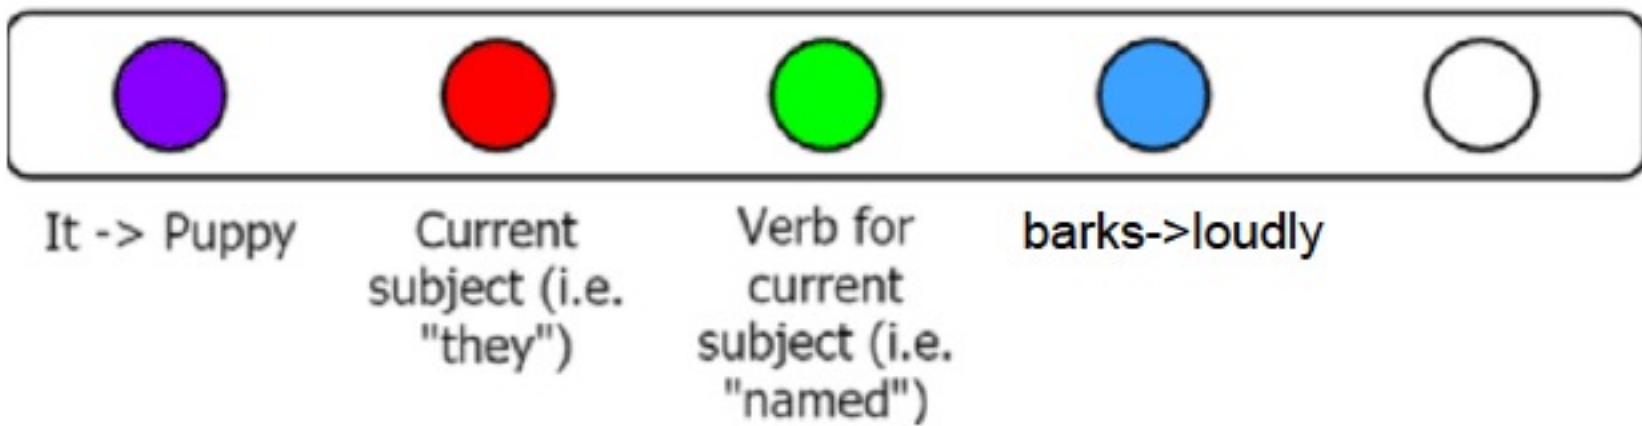 It -> Puppy
Current
subject (i.e.
"they")
Verb for
current
subject (i.e.
"named")
barks->loudly